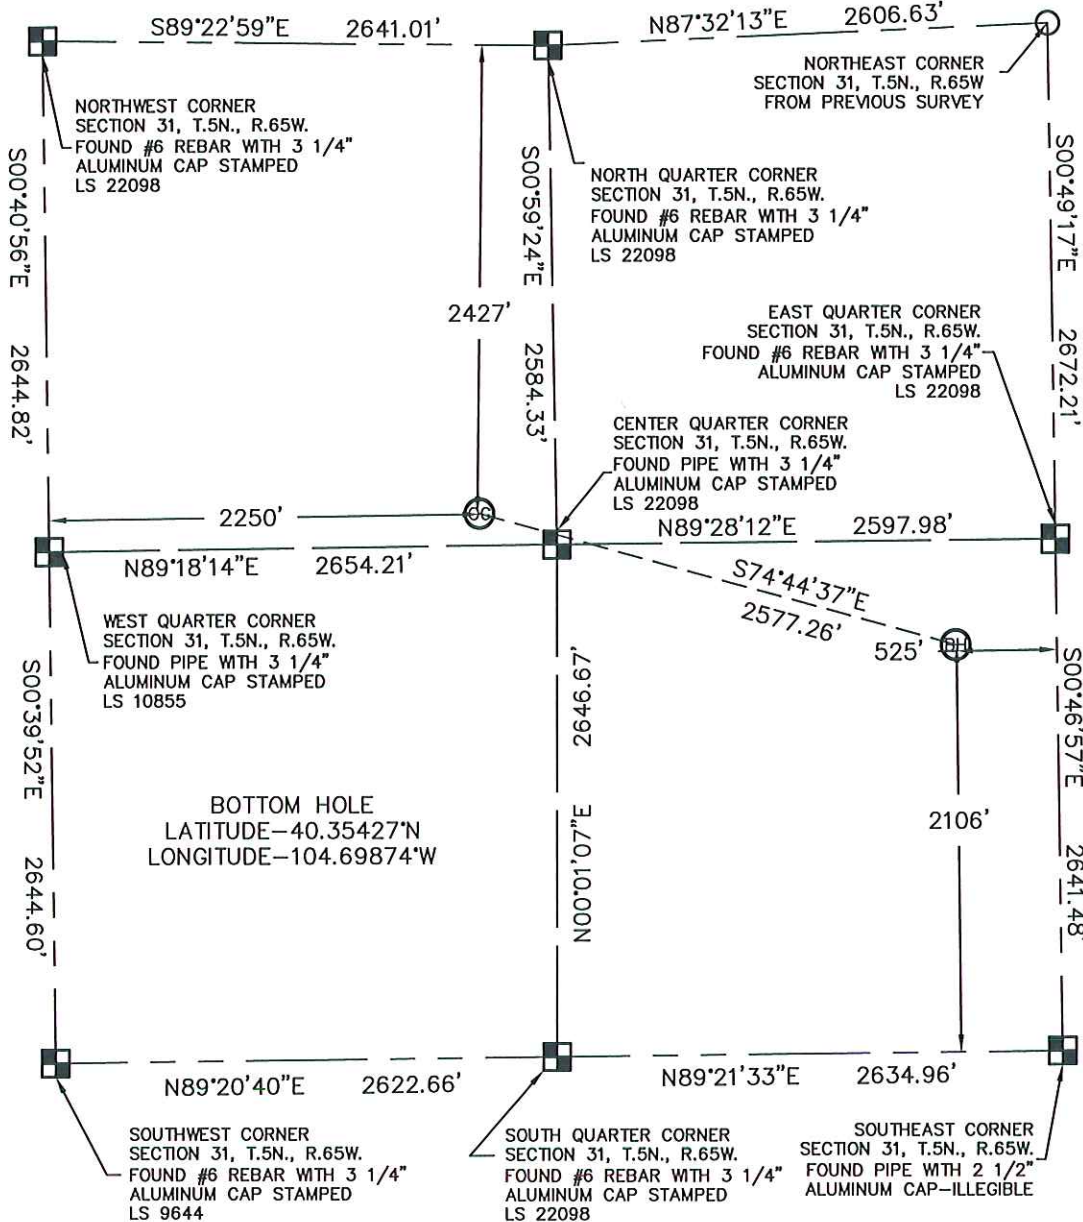 S89°22'59"E 2641.01'
N87°32'13"E 2606.63'
NORTHEAST CORNER
SECTION 31, T.5N., R.65W
FROM PREVIOUS SURVEY
NORTHWEST CORNER
SECTION 31, T.5N., R.65W.
FOUND #6 REBAR WITH 3 1/4"
ALUMINUM CAP STAMPED
LS 22098
S00°40'56"E 2644.82'
S00°59'24"E 2584.33'
NORTH QUARTER CORNER
SECTION 31, T.5N., R.65W.
FOUND #6 REBAR WITH 3 1/4"
ALUMINUM CAP STAMPED
LS 22098
S00°49'17"E 2672.21'
2427'
EAST QUARTER CORNER
SECTION 31, T.5N., R.65W.
FOUND #6 REBAR WITH 3 1/4"
ALUMINUM CAP STAMPED
LS 22098
CENTER QUARTER CORNER
SECTION 31, T.5N., R.65W.
FOUND PIPE WITH 3 1/4"
ALUMINUM CAP STAMPED
LS 22098
2250'
N89°28'12"E 2597.98'
N89°18'14"E 2654.21'
S74°44'37"E
2577.26'
BH
525'
WEST QUARTER CORNER
SECTION 31, T.5N., R.65W.
FOUND PIPE WITH 3 1/4"
ALUMINUM CAP STAMPED
LS 10855
S00°39'52"E 2644.60'
N00°01'07"E 2646.67'
S00°46'57"E 2641.48'
BOTTOM HOLE
LATITUDE-40.35427°N
LONGITUDE-104.69874°W
2106'
N89°20'40"E 2622.66'
N89°21'33"E 2634.96'
SOUTHWEST CORNER
SECTION 31, T.5N., R.65W.
FOUND #6 REBAR WITH 3 1/4"
ALUMINUM CAP STAMPED
LS 9644
SOUTH QUARTER CORNER
SECTION 31, T.5N., R.65W.
FOUND #6 REBAR WITH 3 1/4"
ALUMINUM CAP STAMPED
LS 22098
SOUTHEAST CORNER
SECTION 31, T.5N., R.65W.
FOUND PIPE WITH 2 1/2"
ALUMINUM CAP-ILLEGIBLE